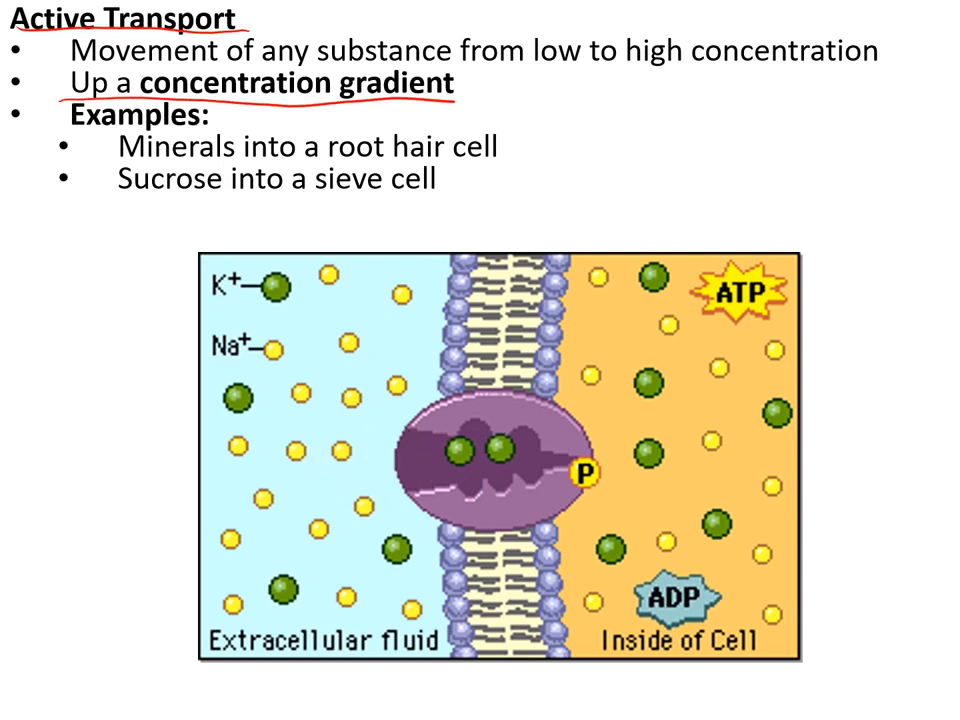 Active Transport
• Movement of any substance from low to high concentration
• Up a concentration gradient
• Examples:
• Minerals into a root hair cell
• Sucrose into a sieve cell
K+
ATP
Na+
P
ADP
Extracellular fluid
Inside of Cell